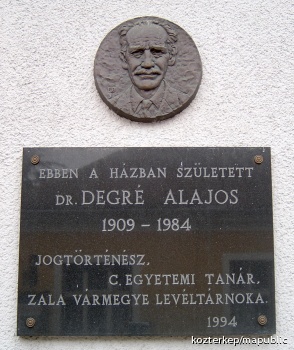 EBBEN A HÁZBAN SZÜLETETT
DR. DEGRÉ ALAJOS
1909 - 1984
JOGTÖRTÉNÉSZ,
C. EGYETEMI TANÁR,
ZALA VÁRMEGYE LEVÉLTÁRNOKA.
1994
kozterkep/mapublic